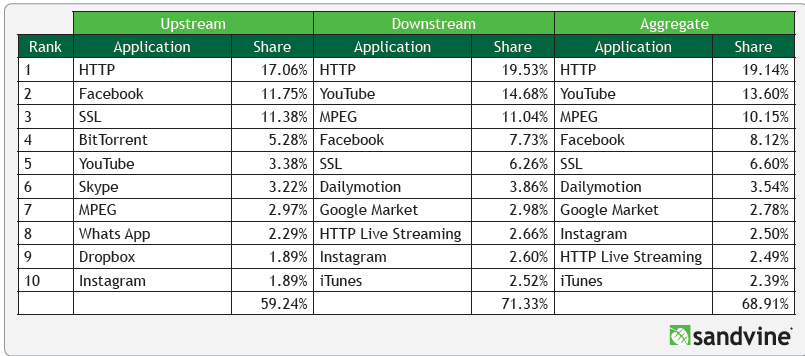 Upstream Downstream Aggregate
Rank Application Share Application Share Application Share
1 HTTP 17.06% HTTP 19.53% HTTP 19.14%
2 Facebook 11.75% YouTube 14.68% YouTube 13.60%
3 SSL 11.38% MPEG 11.04% MPEG 10.15%
4 BitTorrent 5.28% Facebook 7.73% Facebook 8.12%
5 YouTube 3.38% SSL 6.26% SSL 6.60%
6 Skype 3.22% Dailymotion 3.86% Dailymotion 3.54%
7 MPEG 2.97% Google Market 2.98% Google Market 2.78%
8 Whats App 2.29% HTTP Live Streaming 2.66% Instagram 2.50%
9 Dropbox 1.89% Instagram 2.60% HTTP Live Streaming 2.49%
10 Instagram 1.89% iTunes 2.52% iTunes 2.39%
59.24% 71.33% 68.91%
sandvine